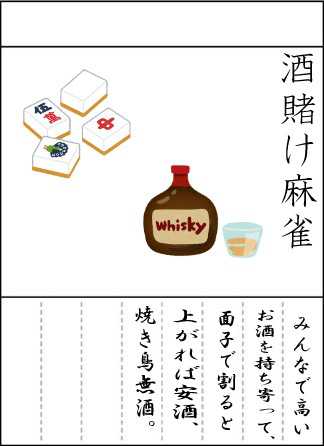 酒賭け麻雀
伍萬
中
Whisky
みんなで高い
お酒を持ち寄って、
面子で割ると
上がれば安酒、
焼き鳥無酒。